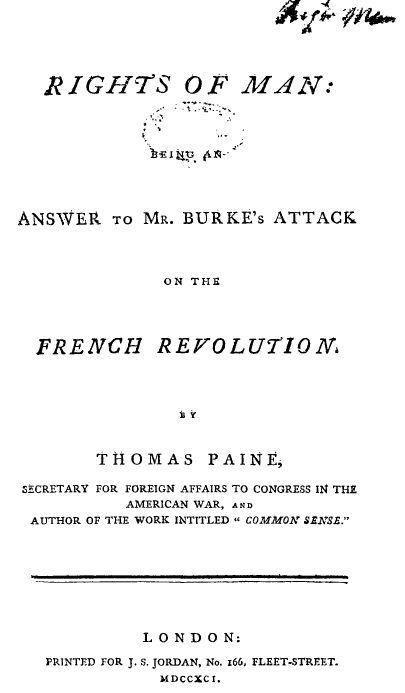 RIGHTS OF MAN:
BEING AN
ANSWER TO MR. BURKE'S ATTACK
ON THE
FRENCH REVOLUTION.
BY
THOMAS PAINE,
SECRETARY FOR FOREIGN AFFAIRS TO CONGRESS IN THE
AMERICAN WAR, AND
AUTHOR OF THE WORK INTITLED “ COMMON SENSE.”
LONDON:
PRINTED FOR J. S. JORDAN, No. 166, FLEET-STREET.
MDCCXCI.